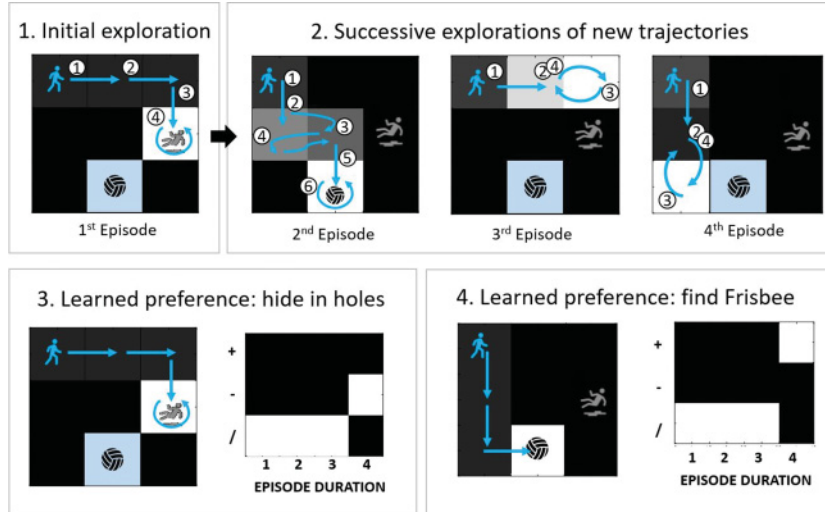 1. Initial exploration
2. Successive explorations of new trajectories
1 2 3 4
1 2 3 4 5 6
1 2 4 3
1 2 4 3
1st Episode
2nd Episode
3rd Episode
4th Episode
3. Learned preference: hide in holes
+
-
/
1 2 3 4
EPISODE DURATION
4. Learned preference: find Frisbee
+
-
/
1 2 3 4
EPISODE DURATION